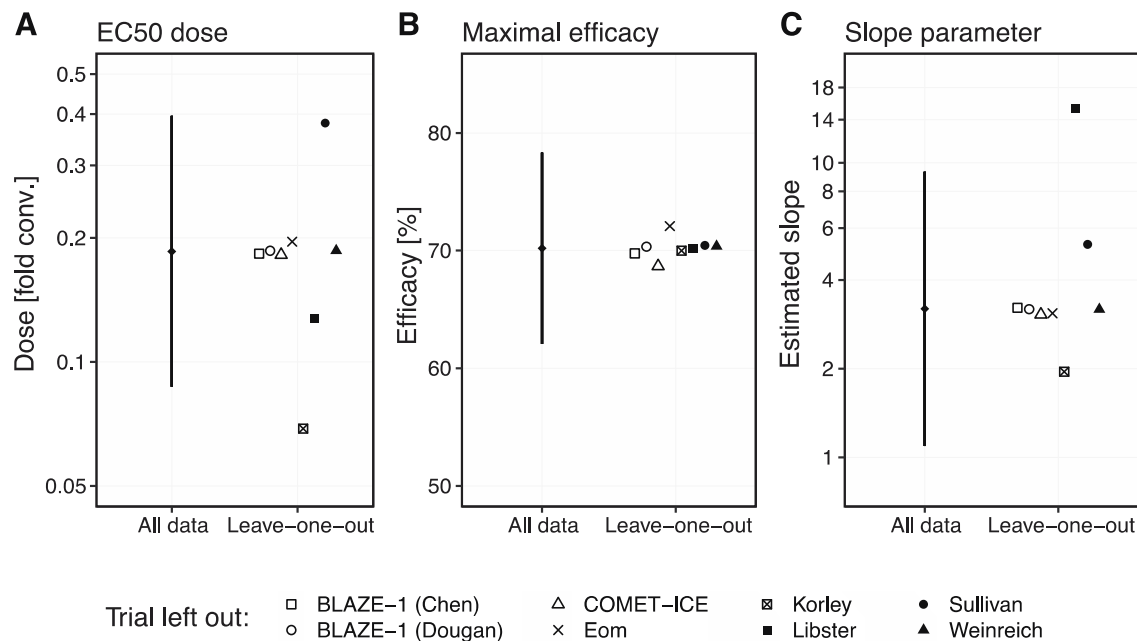 A EC50 dose
Dose [fold conv.]
0.5
0.4
0.3
0.2
0.1
0.05
All data Leave−one−out
B Maximal efficacy
Efficacy [%]
80
70
60
50
All data Leave−one−out
C Slope parameter
Estimated slope
18
14
10
8
6
4
2
1
All data Leave−one−out
Trial left out:
BLAZE−1 (Chen) COMET−ICE Korley Sullivan
BLAZE−1 (Dougan) Eom Libster Weinreich